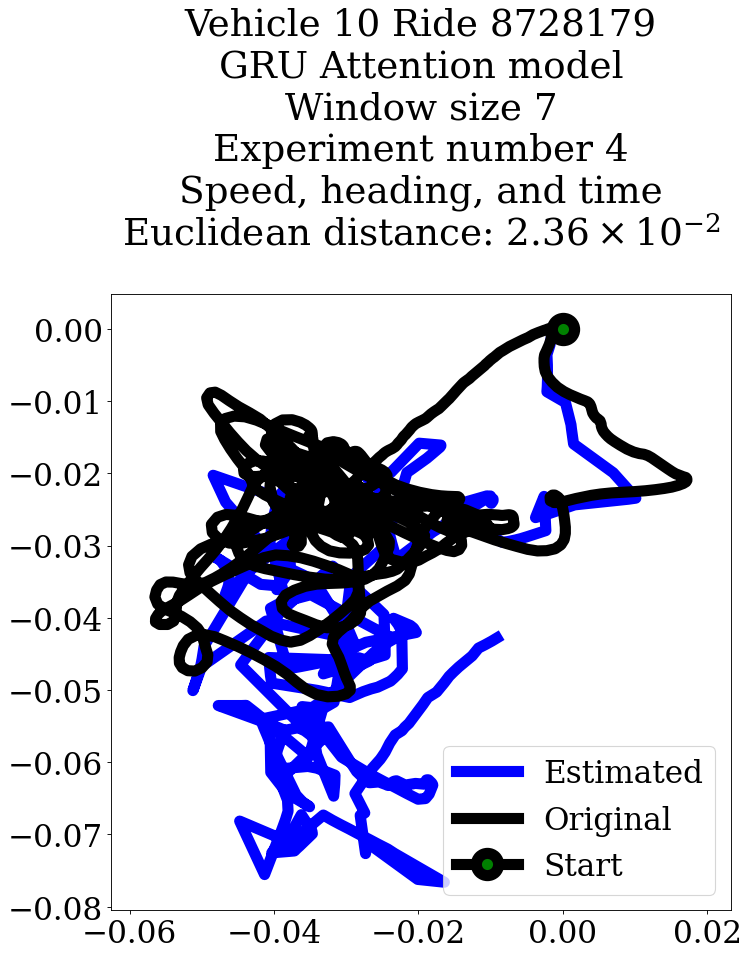 Vehicle 10 Ride 8728179
GRU Attention model
Window size 7
Experiment number 4
Speed, heading, and time
Euclidean distance: 2.36 × 10⁻²
0.00
−0.01
−0.02
−0.03
−0.04
−0.05
−0.06
−0.07
−0.08
Estimated
Original
Start
−0.06 −0.04 −0.02 0.00 0.02